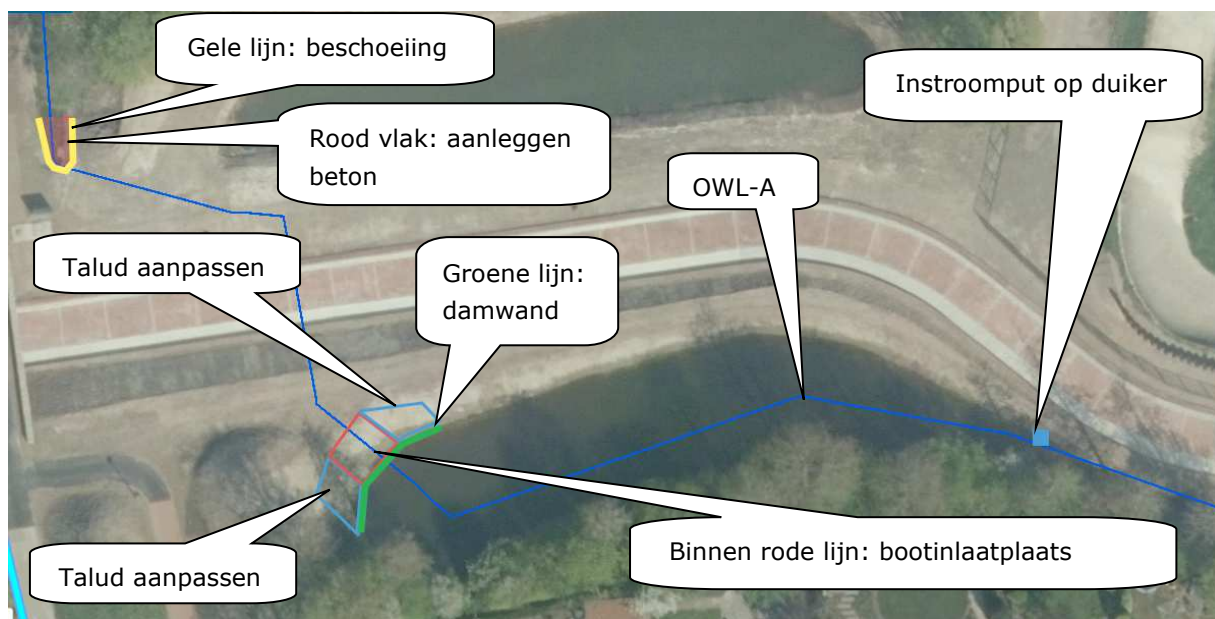 Gele lijn: beschoeiing
Instroomput op duiker
Rood vlak: aanleggen
beton
OWL-A
Talud aanpassen
Groene lijn:
damwand
Binnen rode lijn: bootinlaatplaats
Talud aanpassen